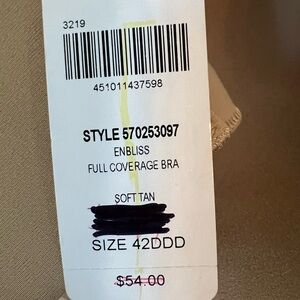 3219
451011437598
STYLE 570253097
ENBLISS
FULL COVERAGE BRA
SOFT TAN
SIZE 42DDD
$54.00